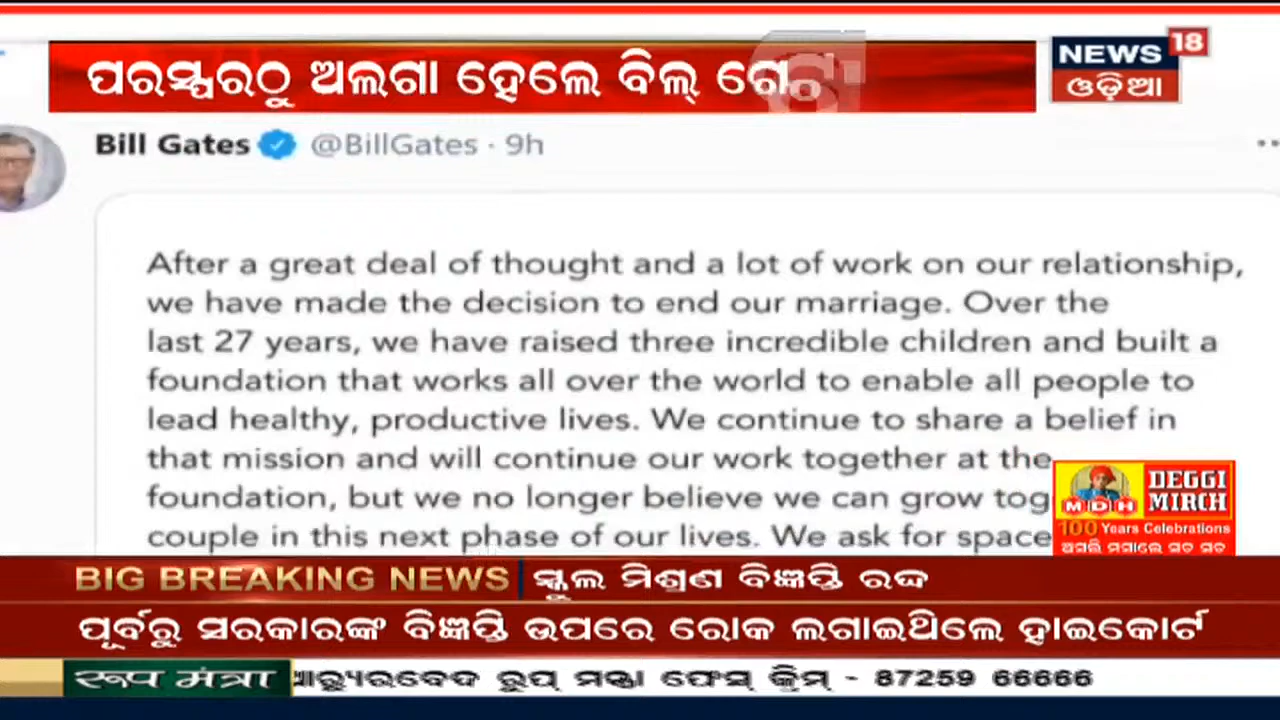 ପରସ୍ପରଠୁ ଅଲଗା ହେଲେ ବିଲ୍
NEWS 18
ଓଡ଼ିଆ
Bill Gates @BillGates · 9h
After a great deal of thought and a lot of work on our relationship,
we have made the decision to end our marriage. Over the
last 27 years, we have raised three incredible children and built a
foundation that works all over the world to enable all people to
lead healthy, productive lives. We continue to share a belief in
that mission and will continue our work together at the
foundation, but we no longer believe we can grow
couple in this next phase of our lives. We ask for space
MDH DEGGI MIRCH
100 Years Celebrations
ଅସଲି ମସାଲେ ସଚ ସଚ
BIG BREAKING NEWS ସ୍କୁଲ ମିଶ୍ରଣ ବିଜ୍ଞପ୍ତି ରଦ୍ଦ
ପୂର୍ବରୁ ସରକାରଙ୍କ ବିଜ୍ଞପ୍ତି ଉପରେ ରୋକ ଲଗାଇଥିଲେ ହାଇକୋର୍ଟ
ରୂପ ମଂତ୍ରା ଆର୍ୟୁରବେଦ ରୂପ୍ ମନ୍ତ୍ରା ଫେସ୍ କ୍ରିମ୍ - 87259 66666